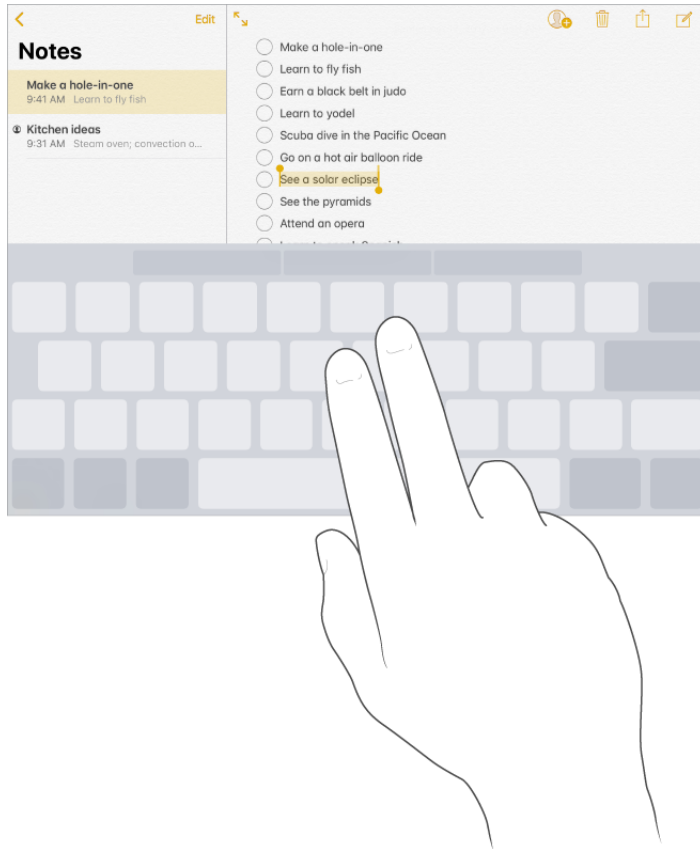 Edit
Notes
Make a hole-in-one
9:41 AM Learn to fly fish
Kitchen ideas
9:31 AM Steam oven; convection o...
Make a hole-in-one
Learn to fly fish
Earn a black belt in judo
Learn to yodel
Scuba dive in the Pacific Ocean
Go on a hot air balloon ride
See a solar eclipse
See the pyramids
Attend an opera